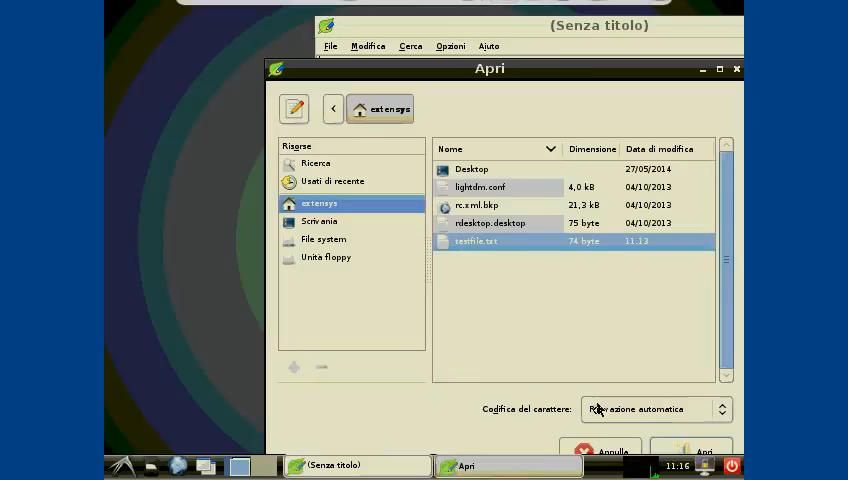 (Senza titolo)
File Modifica Cerca Opzioni Aiuto
Apri
extensys
Risorse
Ricerca
Usati di recente
extensys
Scrivania
File system
Unità floppy
Nome Dimensione Data di modifica
Desktop 27/05/2014
lightdm.conf 4,0 kB 04/10/2013
rc.xml.bkp 21,3 kB 04/10/2013
rdesktop.desktop 75 byte 04/10/2013
testfile.txt 74 byte 11.13
Codifica del carattere: automatica
Annulla Apri
(Senza titolo) Apri 11:16